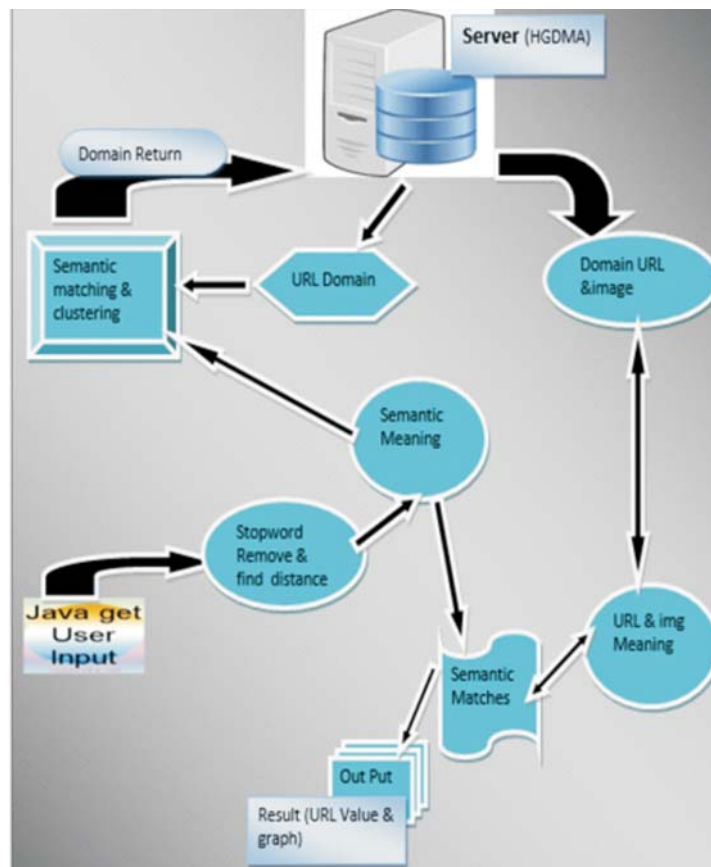 Server (HGDMA)
Domain Return
Semantic
matching &
clustering
URL Domain
Domain URL
&image
Semantic
Meaning
Stopword
Remove &
find distance
Java get
User
Input
URL & img
Meaning
Semantic
Matches
Out Put
Result (URL Value &
graph)